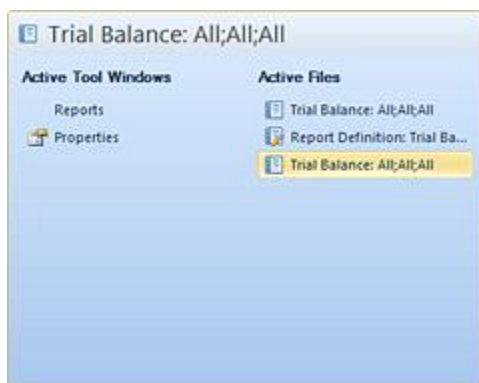 Trial Balance: All;All;All
Active Tool Windows
Reports
Properties
Active Files
Trial Balance: All;All;All
Report Definition: Trial Ba...
Trial Balance: All;All;All